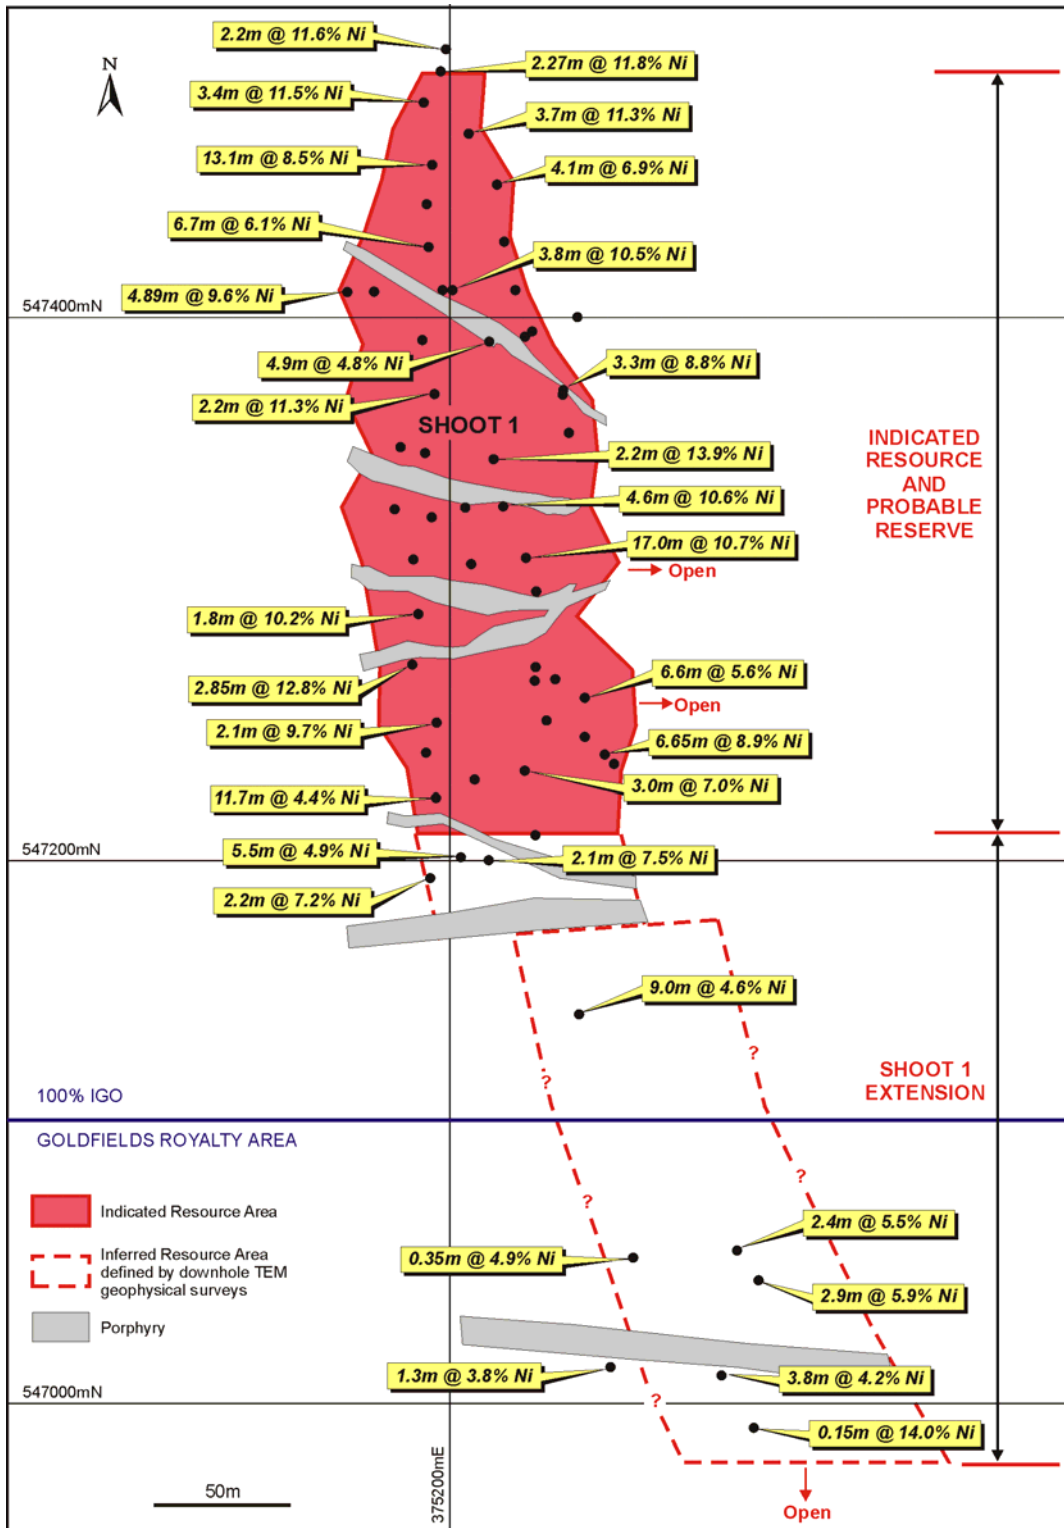 2.2m @ 11.6% Ni
N
2.27m @ 11.8% Ni
3.4m @ 11.5% Ni
3.7m @ 11.3% Ni
13.1m @ 8.5% Ni
4.1m @ 6.9% Ni
6.7m @ 6.1% Ni
3.8m @ 10.5% Ni
4.89m @ 9.6% Ni
547400mN
4.9m @ 4.8% Ni
3.3m @ 8.8% Ni
2.2m @ 11.3% Ni
SHOOT 1
2.2m @ 13.9% Ni
INDICATED
RESOURCE
AND
PROBABLE
RESERVE
4.6m @ 10.6% Ni
17.0m @ 10.7% Ni
Open
1.8m @ 10.2% Ni
6.6m @ 5.6% Ni
2.85m @ 12.8% Ni
Open
2.1m @ 9.7% Ni
6.65m @ 8.9% Ni
3.0m @ 7.0% Ni
11.7m @ 4.4% Ni
547200mN
5.5m @ 4.9% Ni
2.1m @ 7.5% Ni
2.2m @ 7.2% Ni
9.0m @ 4.6% Ni
?
?
SHOOT 1
EXTENSION
100% IGO
GOLDFIELDS ROYALTY AREA
?
?
Indicated Resource Area
Inferred Resource Area
defined by downhole TEM
geophysical surveys
Porphyry
2.4m @ 5.5% Ni
0.35m @ 4.9% Ni
2.9m @ 5.9% Ni
1.3m @ 3.8% Ni
3.8m @ 4.2% Ni
547000mN
?
0.15m @ 14.0% Ni
375200mE
50m
Open